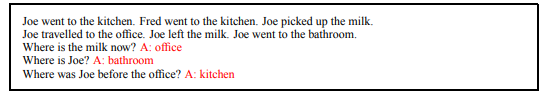 Joe went to the kitchen. Fred went to the kitchen. Joe picked up the milk.
Joe travelled to the office. Joe left the milk. Joe went to the bathroom.
Where is the milk now? A: office
Where is Joe? A: bathroom
Where was Joe before the office? A: kitchen